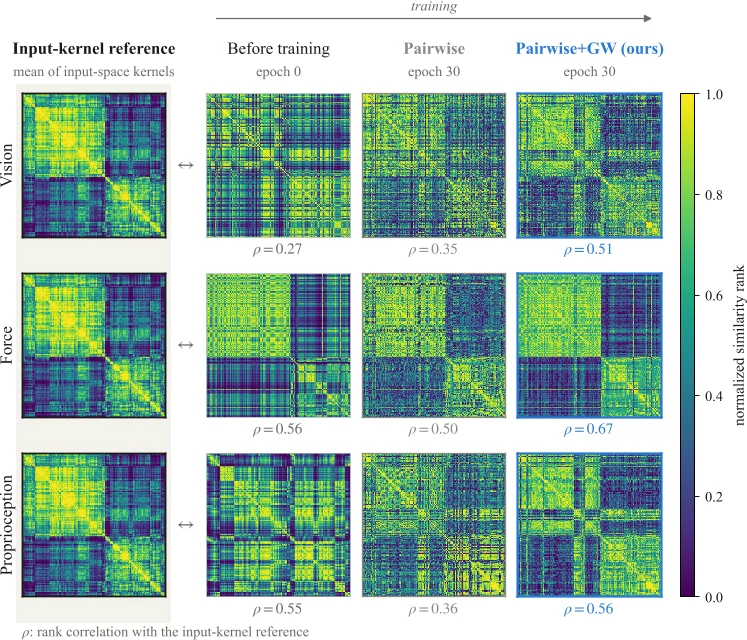 training
Input-kernel reference
Before training
Pairwise
Pairwise+GW (ours)
mean of input-space kernels
epoch 0
epoch 30
epoch 30
Vision
↔
ρ=0.27
ρ=0.35
ρ=0.51
Force
↔
ρ=0.56
ρ=0.50
ρ=0.67
Proprioception
↔
ρ=0.55
ρ=0.36
ρ=0.56
1.0
0.8
0.6
0.4
0.2
0.0
normalized similarity rank
ρ: rank correlation with the input-kernel reference